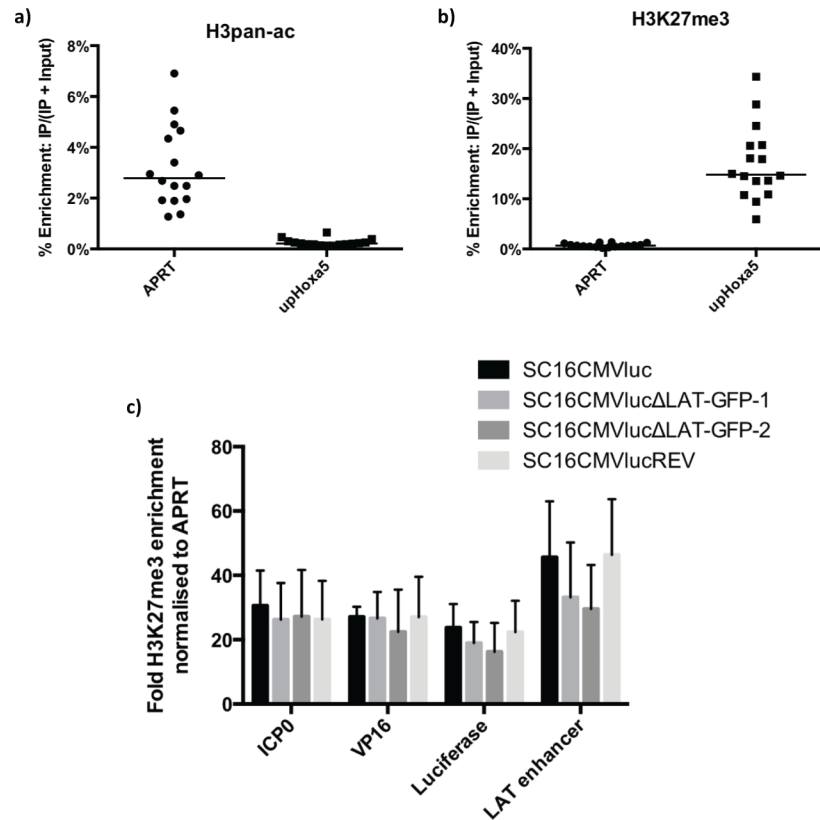 a)
H3pan-ac
% Enrichment: IP/(IP + Input)
8%
6%
4%
2%
0%
APRT
upHoxa5
b)
H3K27me3
% Enrichment: IP/(IP + Input)
40%
30%
20%
10%
0%
APRT
upHoxa5
c)
SC16CMVluc
SC16CMVlucΔLAT-GFP-1
SC16CMVlucΔLAT-GFP-2
SC16CMVlucREV
Fold H3K27me3 enrichment
normalised to APRT
80
60
40
20
0
ICP0
VP16
Luciferase
LAT enhancer